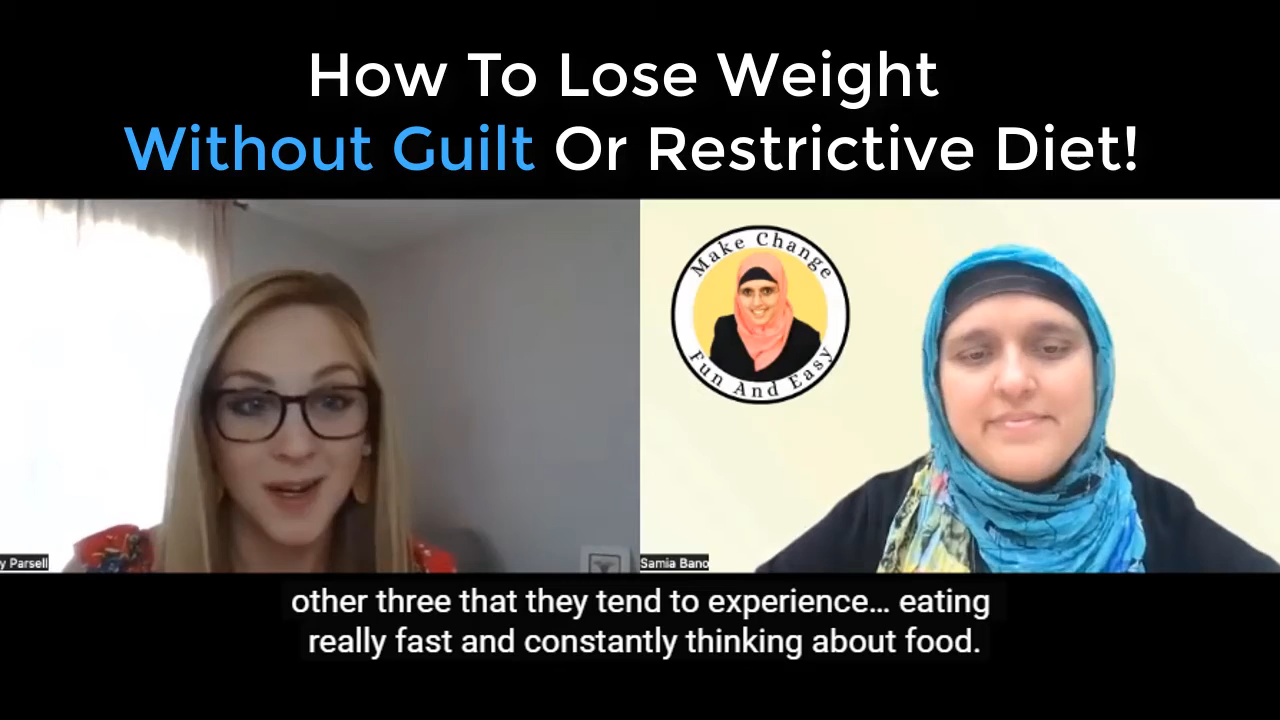 How To Lose Weight
Without Guilt Or Restrictive Diet!
Make Change
Fun And Easy
y Parsell
Samia Bano
other three that they tend to experience... eating
really fast and constantly thinking about food.